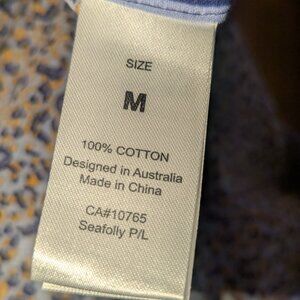 SIZE
M
100% COTTON
Designed in Australia
Made in China
CA#10765
Seafolly P/L